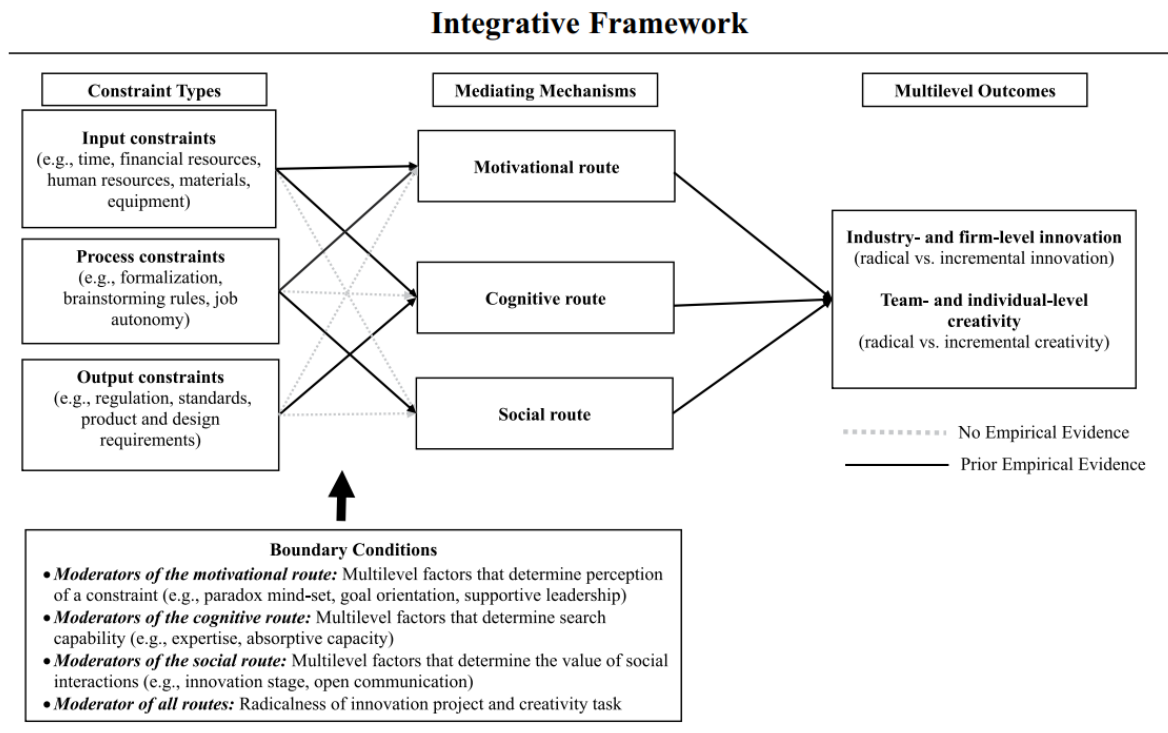 Integrative Framework
Constraint Types
Input constraints
(e.g., time, financial resources,
human resources, materials,
equipment)
Process constraints
(e.g., formalization,
brainstorming rules, job
autonomy)
Output constraints
(e.g., regulation, standards,
product and design
requirements)
Mediating Mechanisms
Motivational route
Cognitive route
Social route
Multilevel Outcomes
Industry- and firm-level innovation
(radical vs. incremental innovation)
Team- and individual-level
creativity
(radical vs. incremental creativity)
No Empirical Evidence
Prior Empirical Evidence
Boundary Conditions
• Moderators of the motivational route: Multilevel factors that determine perception
of a constraint (e.g., paradox mind-set, goal orientation, supportive leadership)
• Moderators of the cognitive route: Multilevel factors that determine search
capability (e.g., expertise, absorptive capacity)
• Moderators of the social route: Multilevel factors that determine the value of social
interactions (e.g., innovation stage, open communication)
• Moderator of all routes: Radicalness of innovation project and creativity task